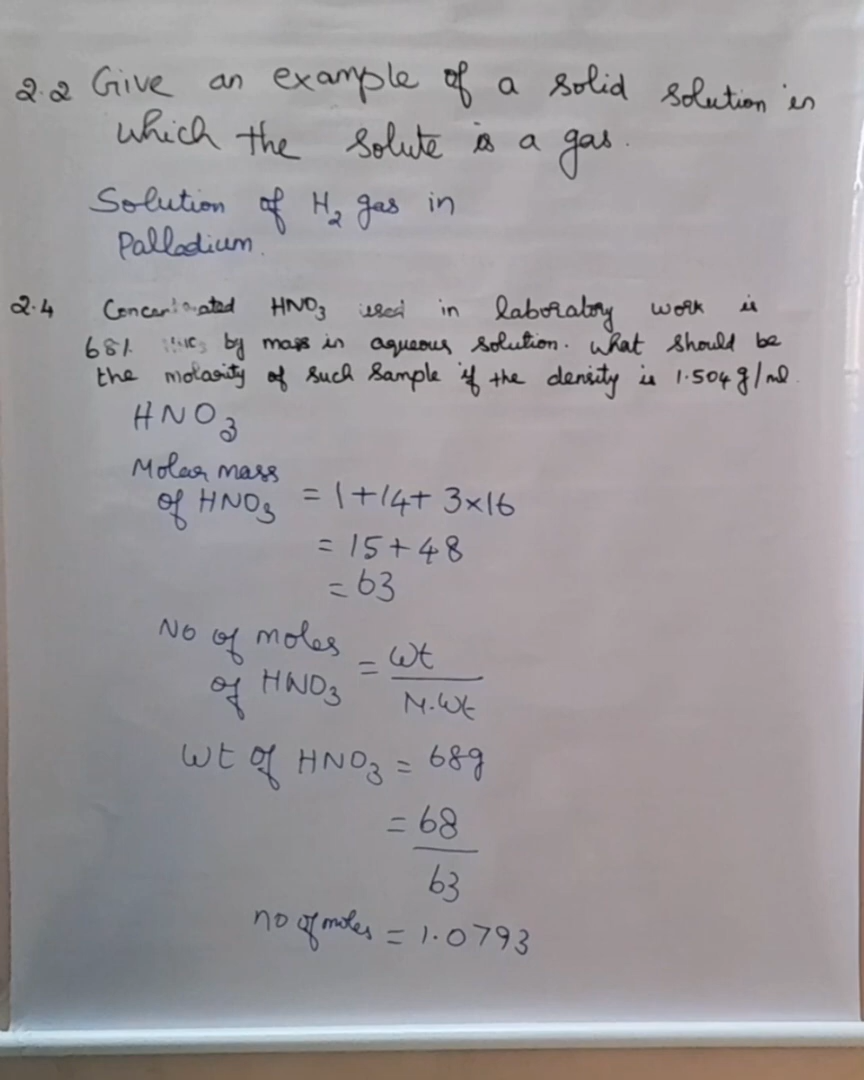 2.2 Give an example of a solid solution in
which the solute is a gas.
Solution of H₂ gas in
Palladium.
2.4 HNO₃ used in laboratory work is
68% by mass in aqueous solution. What should be
the molarity of such sample if the density is 1.504 g/ml.
HNO₃
Molar mass
of HNO₃ = 1+14+ 3×16
= 15+48
= 63
No of moles
of HNO₃ = Wt / M.Wt
Wt of HNO₃ = 68g
= 68 / 63
no of moles = 1.0793